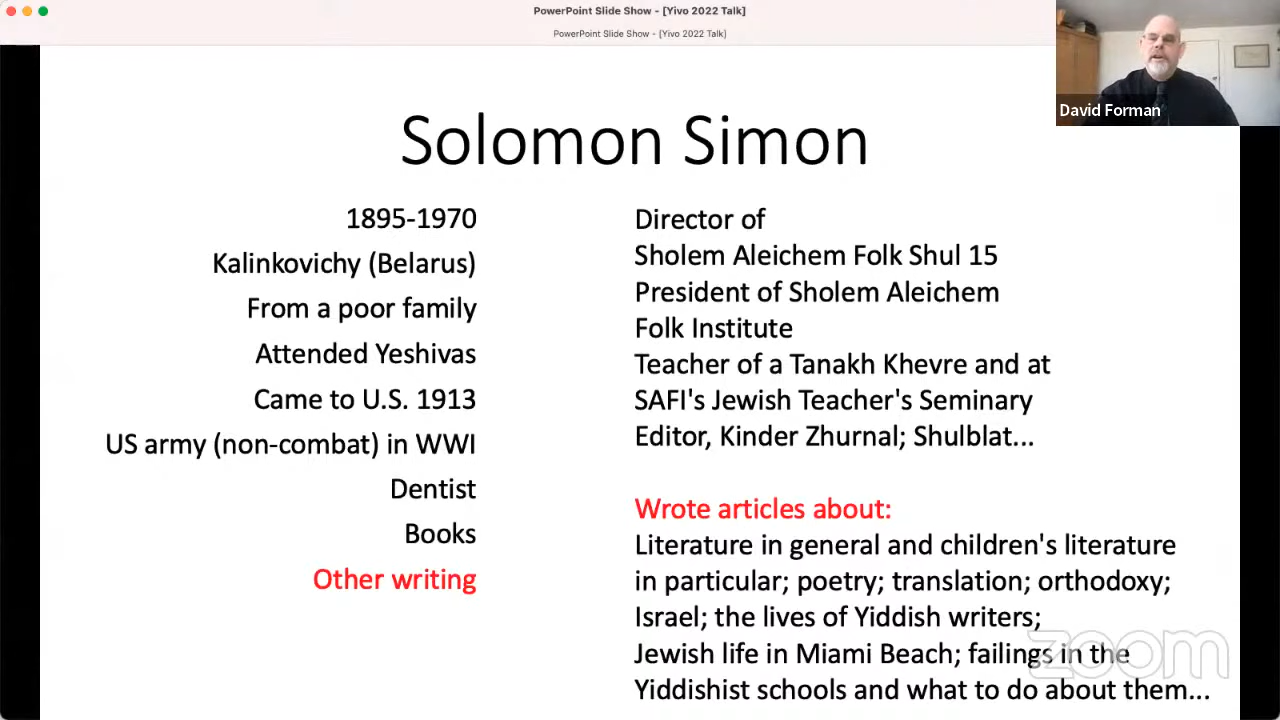 PowerPoint Slide Show - [Yivo 2022 Talk]
PowerPoint Slide Show - [Yivo 2022 Talk]
David Forman
Solomon Simon
1895-1970
Kalinkovichy (Belarus)
From a poor family
Attended Yeshivas
Came to U.S. 1913
US army (non-combat) in WWI
Dentist
Books
Other writing
Director of
Sholem Aleichem Folk Shul 15
President of Sholem Aleichem
Folk Institute
Teacher of a Tanakh Khevre and at
SAFI's Jewish Teacher's Seminary
Editor, Kinder Zhurnal; Shulblat...
Wrote articles about:
Literature in general and children's literature
in particular; poetry; translation; orthodoxy;
Israel; the lives of Yiddish writers;
Jewish life in Miami Beach; failings in the
Yiddishist schools and what to do about them...
zoom